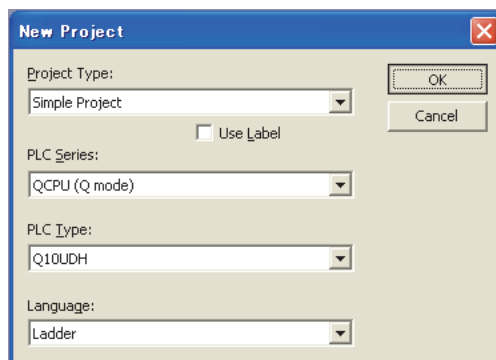 New Project
Project Type:
OK
Simple Project
Cancel
Use Label
PLC Series:
QCPU (Q mode)
PLC Type:
Q10UDH
Language:
Ladder